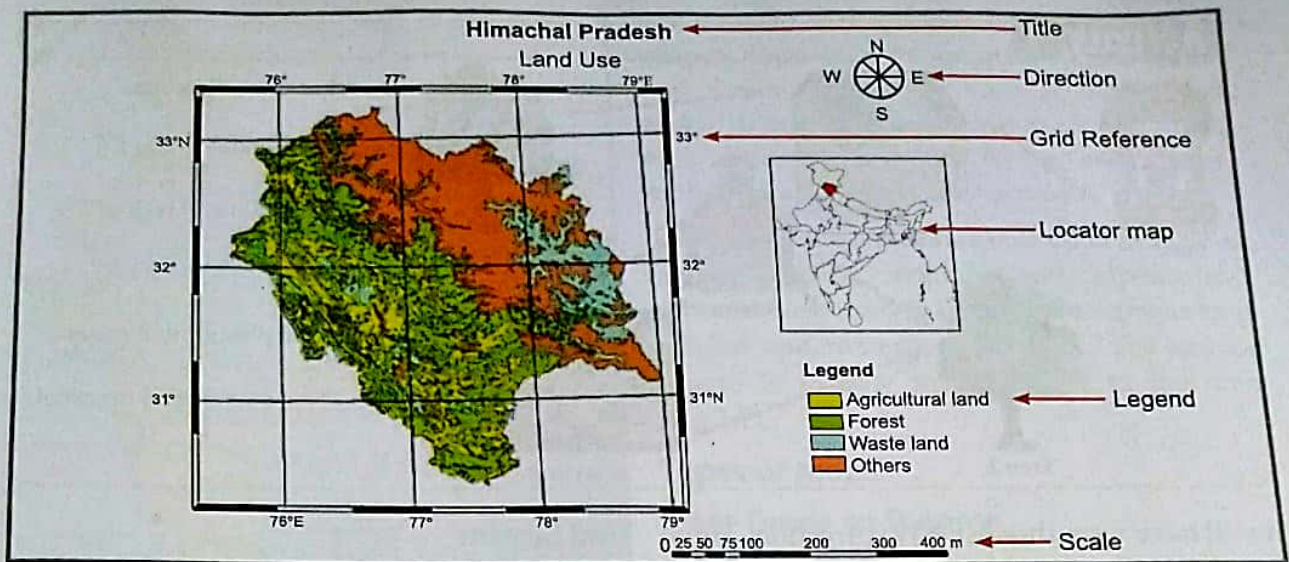 Himachal Pradesh
Title
Land Use
N
W E
S
Direction
76° 77° 78° 79°E
33°N 33°
Grid Reference
Locator map
32° 32°
31° 31°N
76°E 77° 78° 79°
Legend
Agricultural land
Forest
Waste land
Others
Legend
0 25 50 75 100 200 300 400 m
Scale